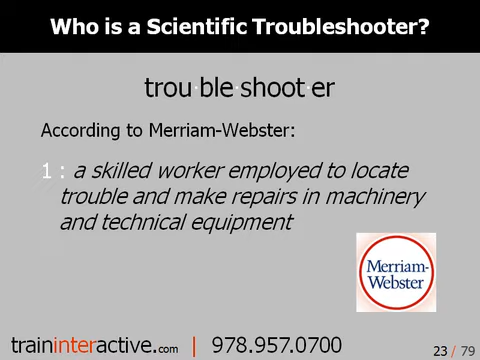 Who is a Scientific Troubleshooter?
trou·ble·shoot·er
According to Merriam-Webster:
1 : a skilled worker employed to locate
trouble and make repairs in machinery
and technical equipment
Merriam-
Webster
traininteractive.com | 978.957.0700
23 / 79